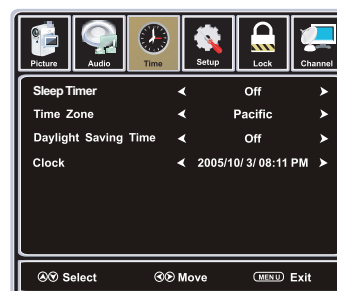 Picture Audio Time Setup Lock Channel
Sleep Timer Off
Time Zone Pacific
Daylight Saving Time Off
Clock 2005/10/ 3/ 08:11 PM
Select Move MENU Exit